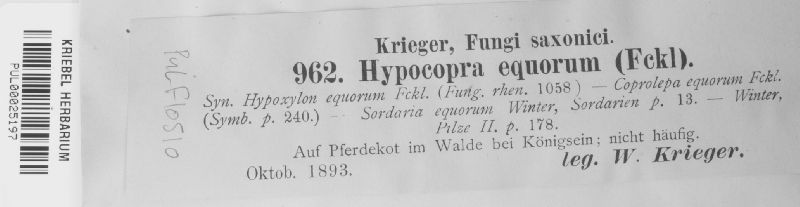 KRIEBEL HERBARIUM
PUL00025197
PUL F10510
Krieger, Fungi saxonici.
962. Hypocopra equorum (Fckl).
Syn. Hypoxylon equorum Fckl. (Fung. rhen. 1058) — Coprolepa equorum Fckl.
(Symb. p. 240.) — Sordaria equorum Winter, Sordarien p. 13. — Winter,
Pilze II. p. 178.
Auf Pferdekot im Walde bei Königsein; nicht häufig.
Oktob. 1893.
leg. W. Krieger.